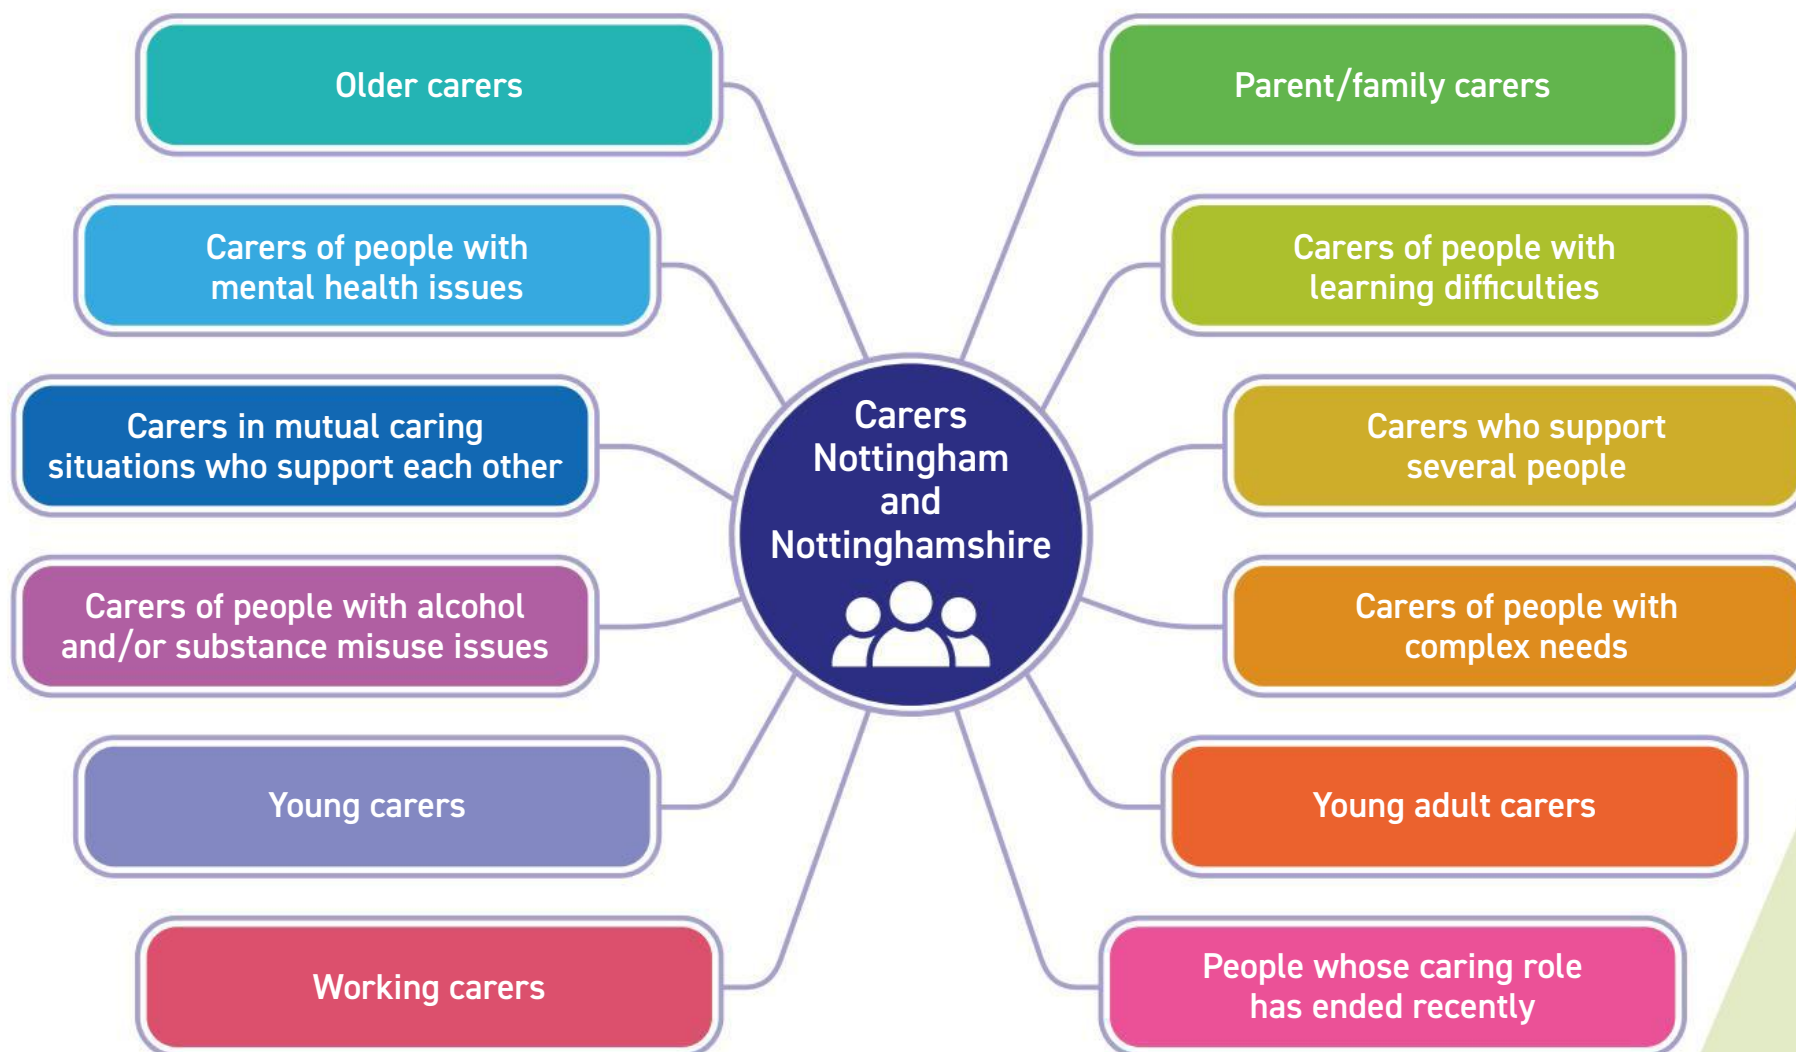 Older carers
Parent/family carers
Carers of people with
mental health issues
Carers of people with
learning difficulties
Carers in mutual caring
situations who support each other
Carers
Nottingham
and
Nottinghamshire
Carers who support
several people
Carers of people with alcohol
and/or substance misuse issues
Carers of people with
complex needs
Young carers
Young adult carers
Working carers
People whose caring role
has ended recently